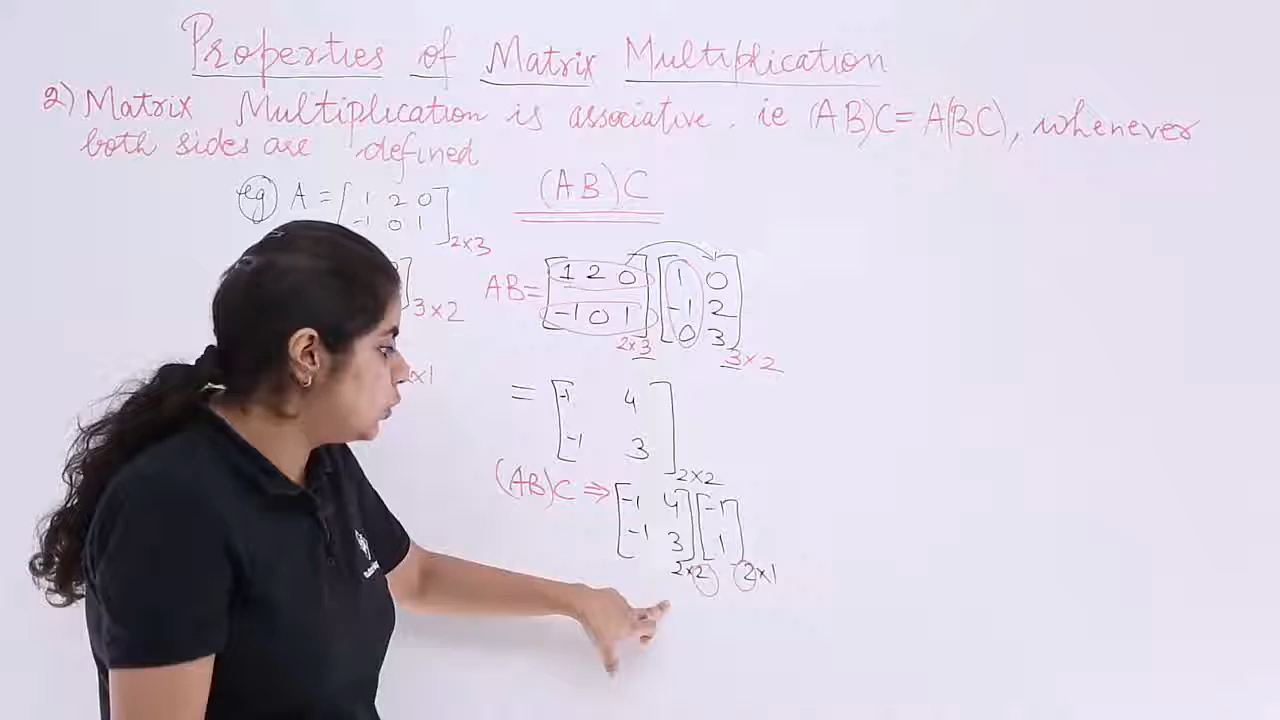 Properties of Matrix Multiplication
2) Matrix Multiplication is associative. ie (AB)C = A(BC), whenever
both sides are defined
eg A = [ 1 2 0
-1 0 1 ] 2×3
(AB)C
] 3×2
×1
AB = [ 1 2 0
-1 0 1 ] 2×3 [ 1 0
-1 2
0 3 ] 3×2
= [ -1 4
-1 3 ] 2×2
(AB)C ⇒ [ -1 4
-1 3 ] 2×2 [ -1
1 ] 2×1